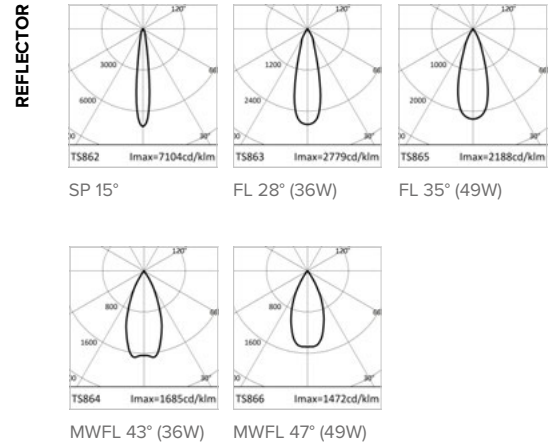 REFLECTOR
120°
3000
6000
60
30°
TS862 Imax=7104cd/klm
SP 15°
120°
1200
2400
60
30°
TS863 Imax=2779cd/klm
FL 28° (36W)
120°
1000
2000
60
30°
TS865 Imax=2188cd/klm
FL 35° (49W)
120°
800
1600
60
30°
TS864 Imax=1685cd/klm
MWFL 43° (36W)
120°
800
1600
60
30°
TS866 Imax=1472cd/klm
MWFL 47° (49W)